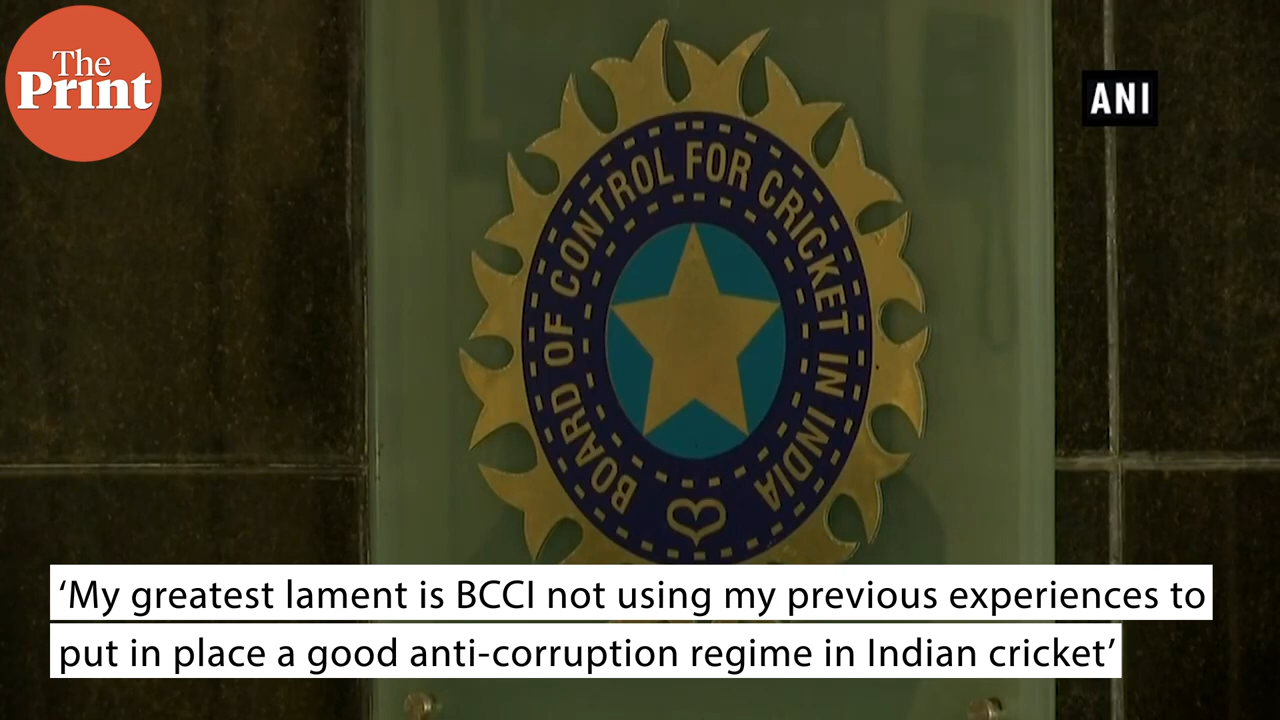 The
Print
ANI
BOARD OF CONTROL FOR CRICKET IN INDIA
‘My greatest lament is BCCI not using my previous experiences to
put in place a good anti-corruption regime in Indian cricket’